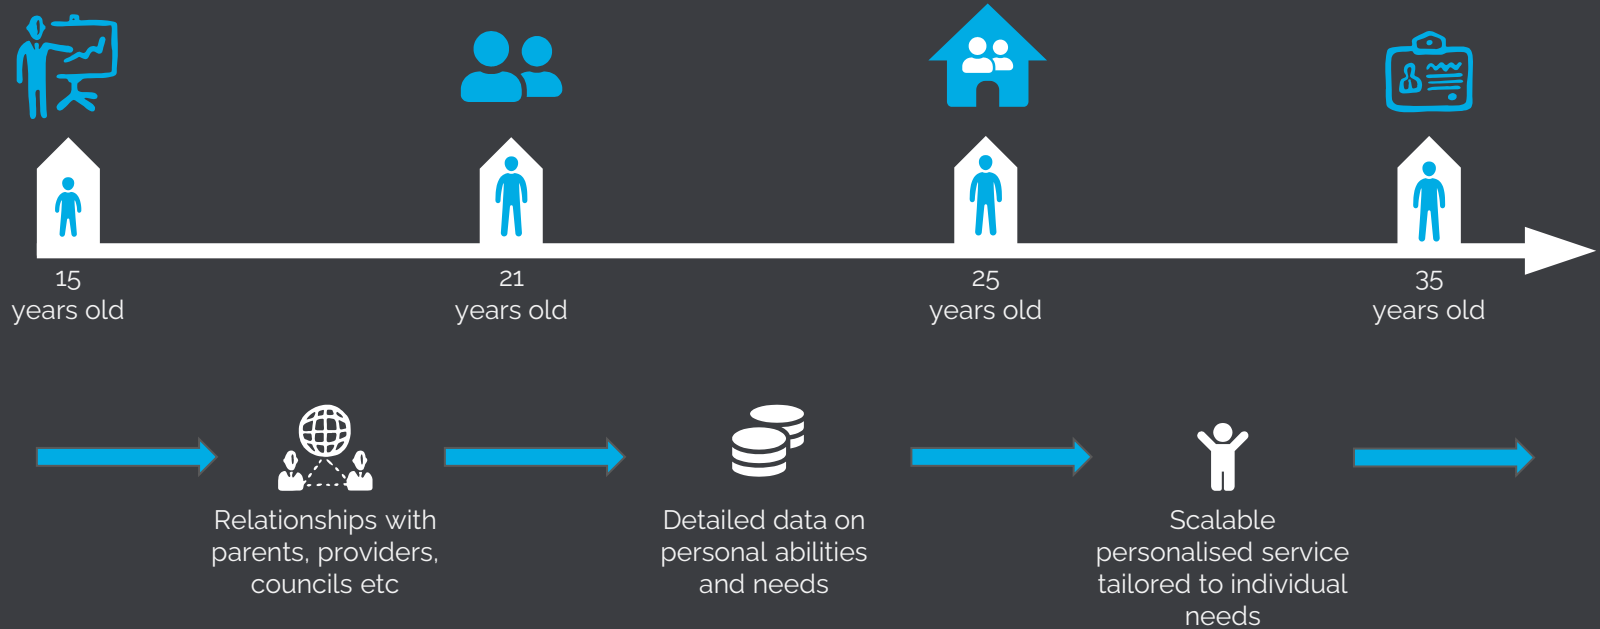 15
years old
21
years old
25
years old
35
years old
Relationships with
parents, providers,
councils etc
Detailed data on
personal abilities
and needs
Scalable
personalised service
tailored to individual
needs